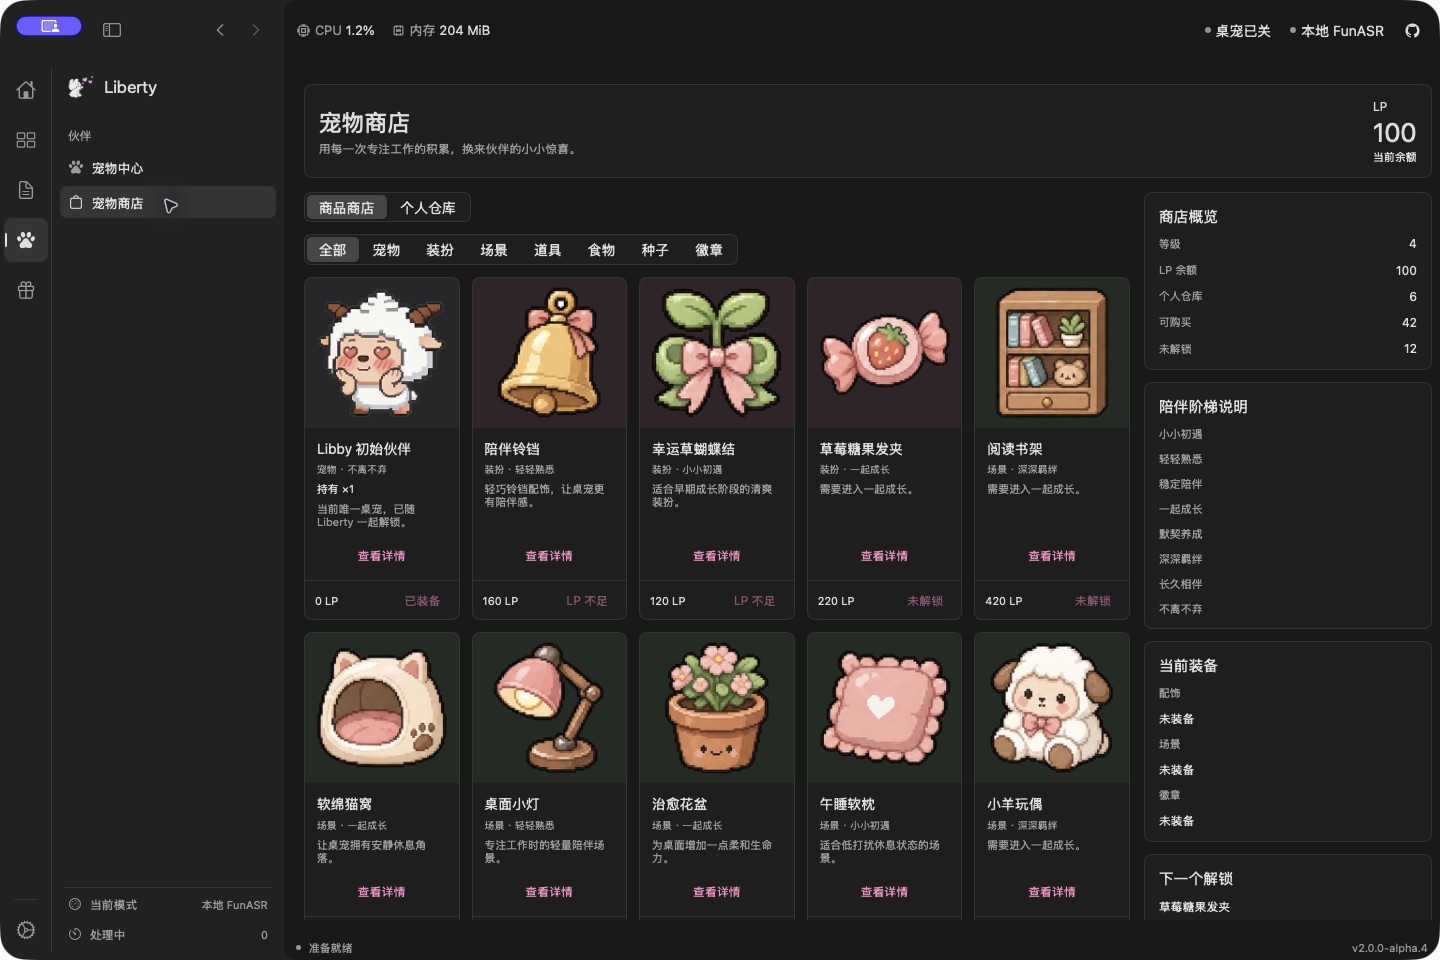 CPU 1.2%
内存 204 MiB
桌宠已关
本地 FunASR
Liberty
伙伴
宠物中心
宠物商店
当前模式
本地 FunASR
处理中
0
宠物商店
用每一次专注工作的积累，换来伙伴的小小惊喜。
LP
100
当前余额
商品商店
个人仓库
全部
宠物
装扮
场景
道具
食物
种子
徽章
Libby 初始伙伴
宠物 · 不离不弃
持有 ×1
当前唯一桌宠，已随
Liberty 一起解锁。
查看详情
0 LP
已装备
陪伴铃铛
装扮 · 轻轻熟悉
轻巧铃铛配饰，让桌宠更
有陪伴感。
查看详情
160 LP
LP 不足
幸运草蝴蝶结
装扮 · 小小初遇
适合早期成长阶段的清爽
装扮。
查看详情
120 LP
LP 不足
草莓糖果发夹
装扮 · 一起成长
需要进入一起成长。
查看详情
220 LP
未解锁
阅读书架
场景 · 深深羁绊
需要进入一起成长。
查看详情
420 LP
未解锁
软绵猫窝
场景 · 一起成长
让桌宠拥有安静休息角
落。
查看详情
桌面小灯
场景 · 轻轻熟悉
专注工作时的轻量陪伴场
景。
查看详情
治愈花盆
场景 · 一起成长
为桌面增加一点柔和生命
力。
查看详情
午睡软枕
场景 · 小小初遇
适合低打扰休息状态的场
景。
查看详情
小羊玩偶
场景 · 深深羁绊
需要进入一起成长。
查看详情
商店概览
等级
4
LP 余额
100
个人仓库
6
可购买
42
未解锁
12
陪伴阶梯说明
小小初遇
轻轻熟悉
稳定陪伴
一起成长
默契养成
深深羁绊
长久相伴
不离不弃
当前装备
配饰
未装备
场景
未装备
徽章
未装备
下一个解锁
草莓糖果发夹
准备就绪
v2.0.0-alpha.4